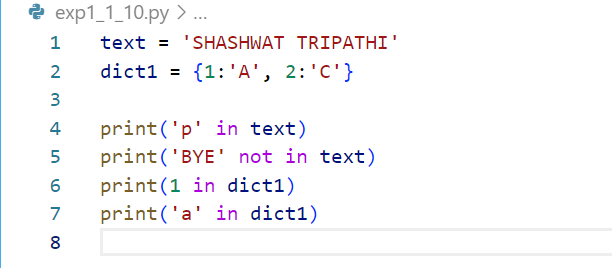 exp1_1_10.py > ...
1 text = 'SHASHWAT TRIPATHI'
2 dict1 = {1:'A', 2:'C'}
3
4 print('p' in text)
5 print('BYE' not in text)
6 print(1 in dict1)
7 print('a' in dict1)
8